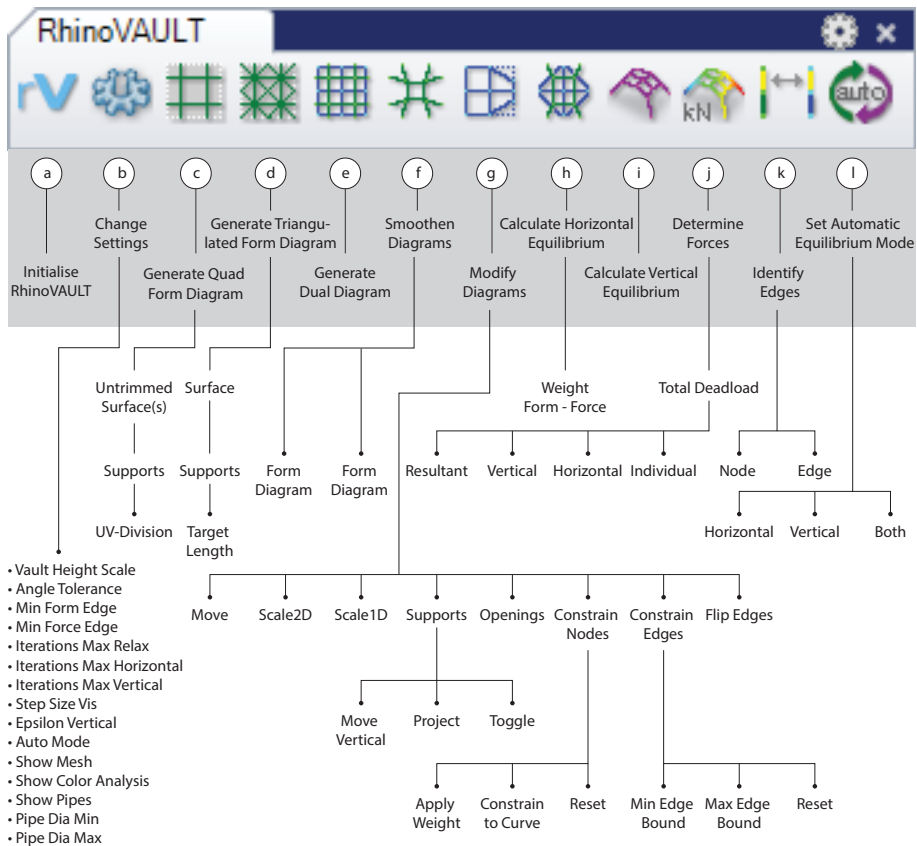 RhinoVAULT
rV
kN
auto
a b c d e f g h i j k l
Change
Settings
Generate Triangu-
lated Form Diagram
Smoothen
Diagrams
Calculate Horizontal
Equilibrium
Determine
Forces
Set Automatic
Equilibrium Mode
Initialise
RhinoVAULT
Generate Quad
Form Diagram
Generate
Dual Diagram
Modify
Diagrams
Calculate Vertical
Equilibrium
Identify
Edges
Untrimmed
Surface(s)
Surface
Weight
Form - Force
Total Deadload
Supports
Supports
Form
Diagram
Form
Diagram
Resultant
Vertical
Horizontal
Individual
Node
Edge
UV-Division
Target
Length
Horizontal
Vertical
Both
• Vault Height Scale
• Angle Tolerance
• Min Form Edge
• Min Force Edge
• Iterations Max Relax
• Iterations Max Horizontal
• Iterations Max Vertical
• Step Size Vis
• Epsilon Vertical
• Auto Mode
• Show Mesh
• Show Color Analysis
• Show Pipes
• Pipe Dia Min
• Pipe Dia Max
Move
Scale2D
Scale1D
Supports
Openings
Constrain
Nodes
Constrain
Edges
Flip Edges
Move
Vertical
Project
Toggle
Apply
Weight
Constrain
to Curve
Reset
Min Edge
Bound
Max Edge
Bound
Reset